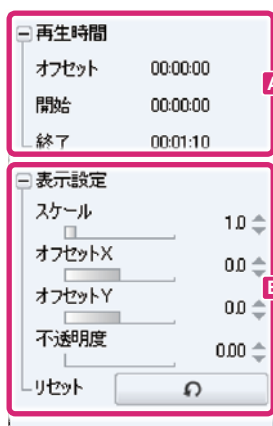 再生時間
オフセット 00:00:00
開始 00:00:00
終了 00:01:10
A
表示設定
スケール
1.0
オフセットX
0.0
オフセットY
0.0
不透明度
0.00
リセット
B